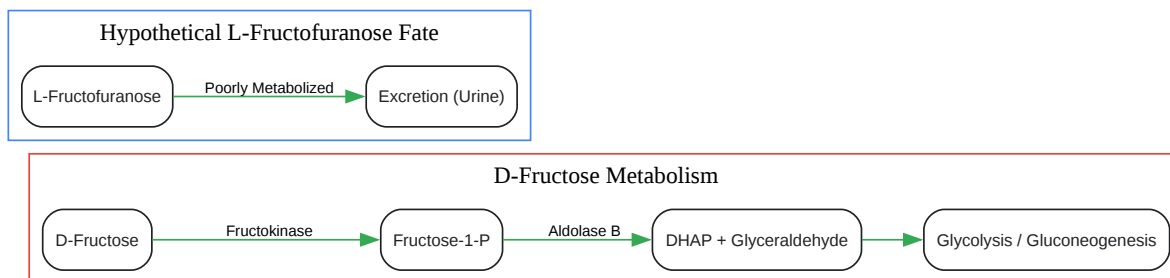 Hypothetical L-Fructofuranose Fate
L-Fructofuranose
Poorly Metabolized
Excretion (Urine)
D-Fructose Metabolism
D-Fructose
Fructokinase
Fructose-1-P
Aldolase B
DHAP + Glyceraldehyde
Glycolysis / Gluconeogenesis